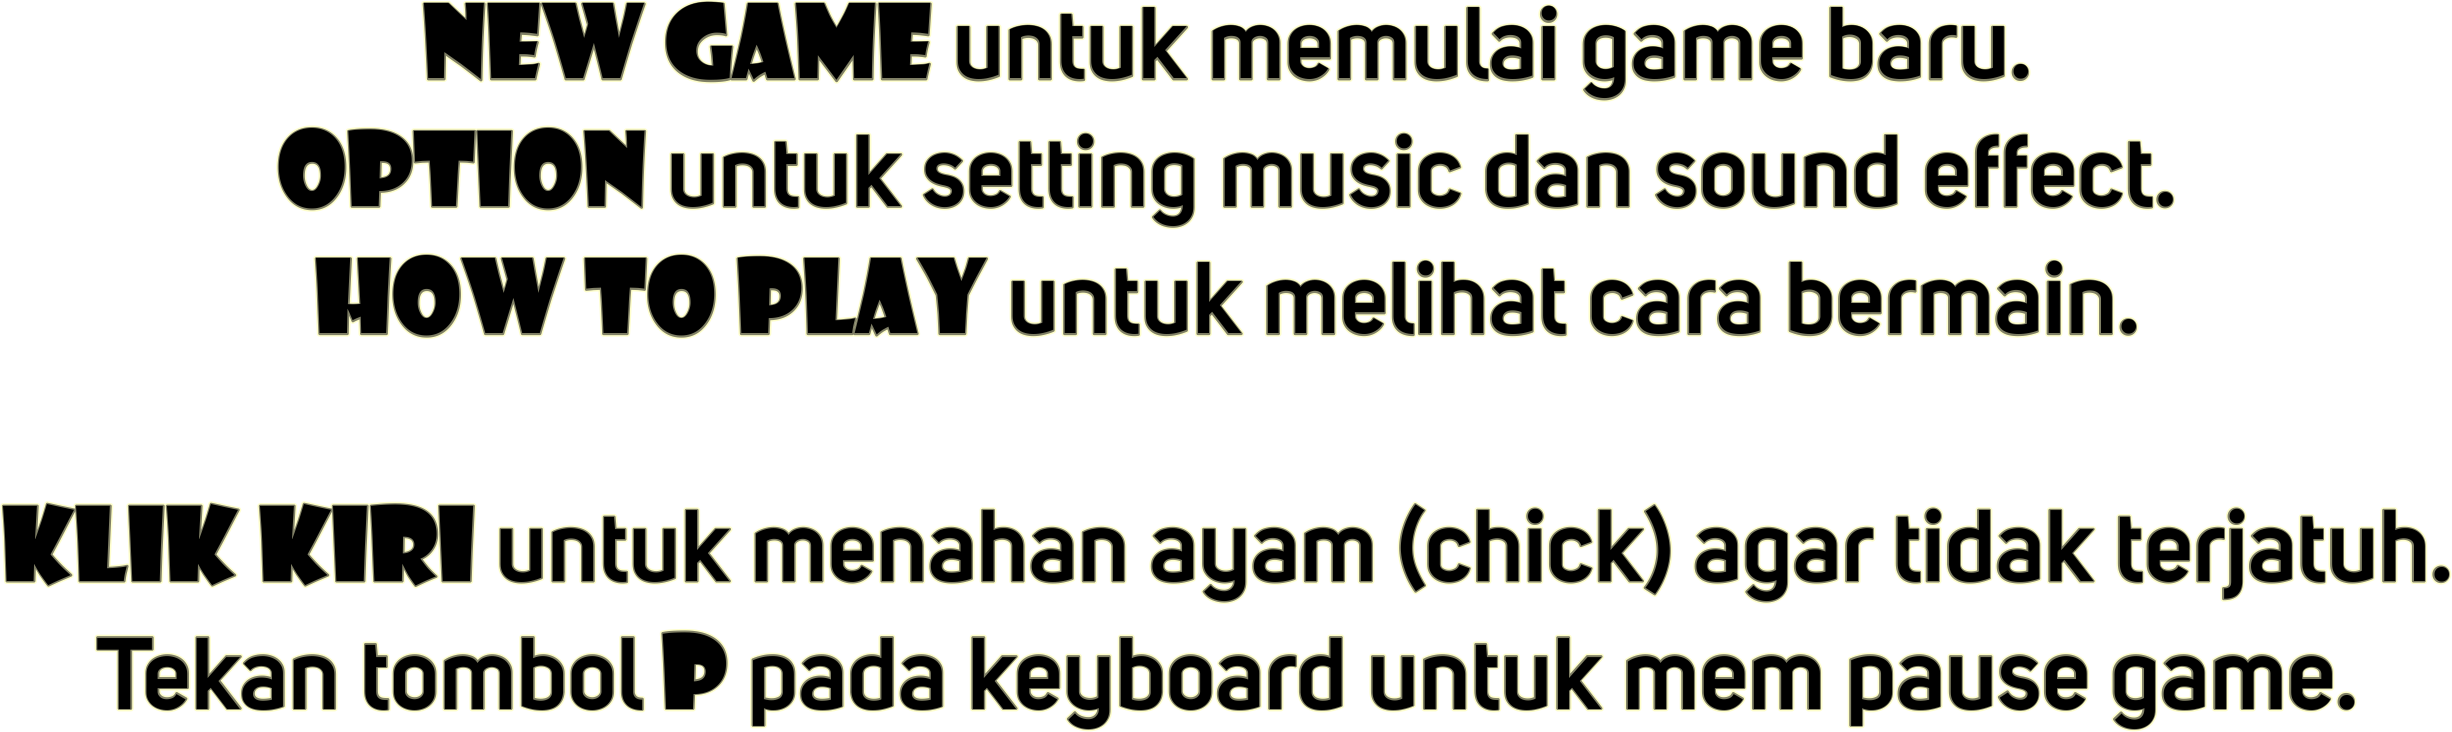 NEW GAME untuk memulai game baru.
OPTION untuk setting music dan sound effect.
HOW TO PLAY untuk melihat cara bermain.
KLIK KIRI untuk menahan ayam (chick) agar tidak terjatuh.
Tekan tombol P pada keyboard untuk mem pause game.